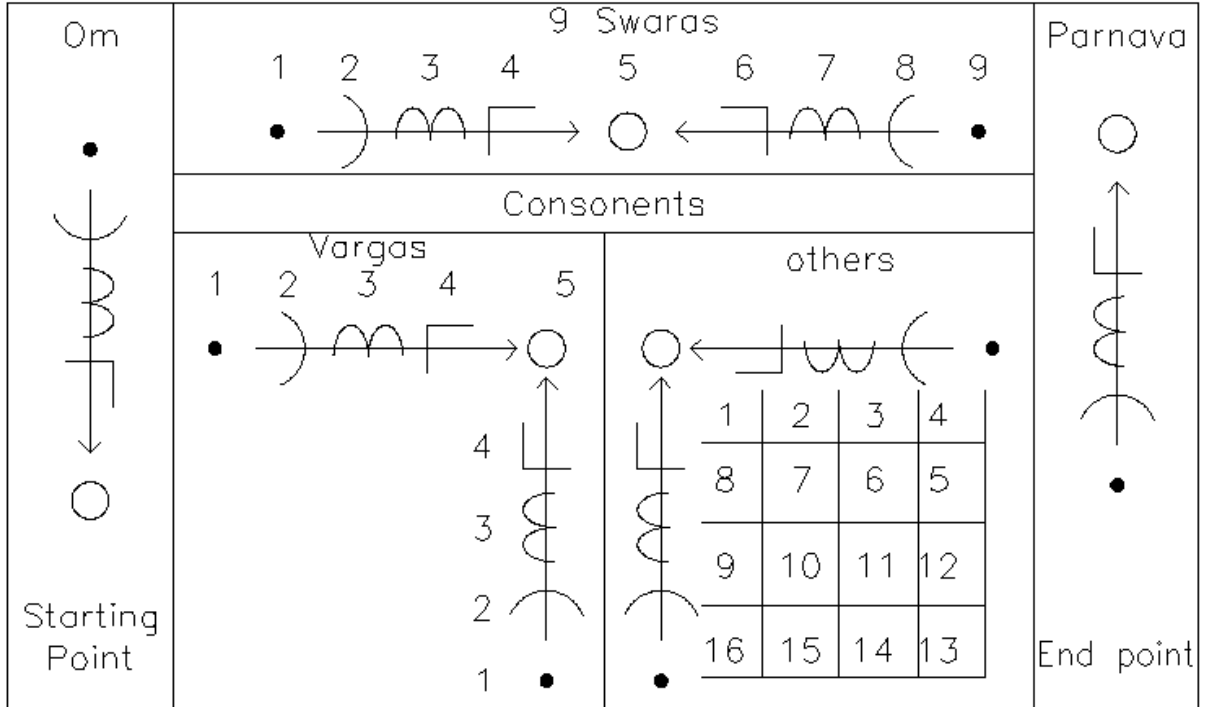 Om
9 Swaras
1 2 3 4 5 6 7 8 9
Parnava
Consonents
Vargas
1 2 3 4 5
4
3
2
1
others
1 2 3 4
8 7 6 5
9 10 11 12
16 15 14 13
Starting
Point
End point